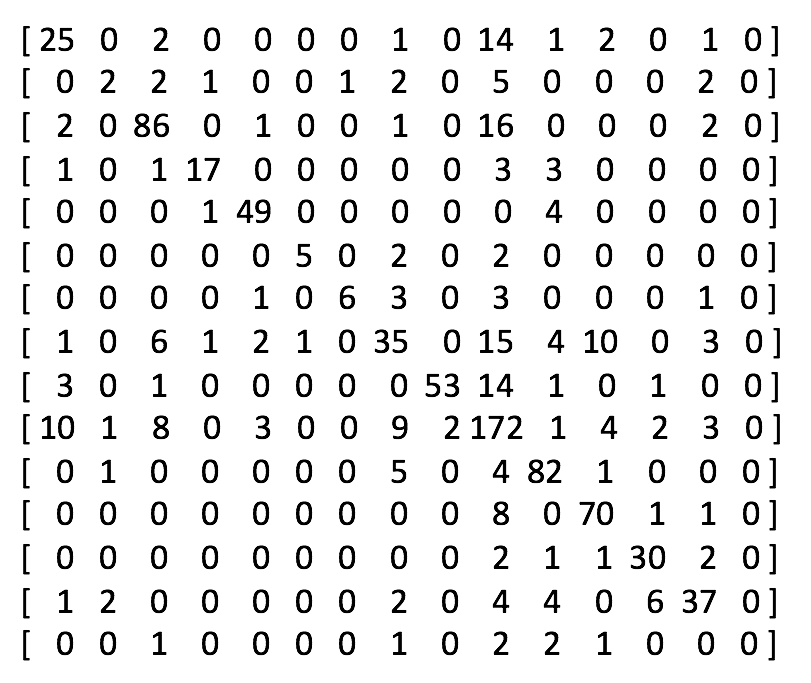 [ 25 0 2 0 0 0 0 1 0 14 1 2 0 1 0 ]
[ 0 2 2 1 0 0 1 2 0 5 0 0 0 2 0 ]
[ 2 0 86 0 1 0 0 1 0 16 0 0 0 2 0 ]
[ 1 0 1 17 0 0 0 0 0 3 3 0 0 0 0 ]
[ 0 0 0 1 49 0 0 0 0 0 4 0 0 0 0 ]
[ 0 0 0 0 0 5 0 2 0 2 0 0 0 0 0 ]
[ 0 0 0 0 1 0 6 3 0 3 0 0 0 1 0 ]
[ 1 0 6 1 2 1 0 35 0 15 4 10 0 3 0 ]
[ 3 0 1 0 0 0 0 0 53 14 1 0 1 0 0 ]
[ 10 1 8 0 3 0 0 9 2 172 1 4 2 3 0 ]
[ 0 1 0 0 0 0 0 5 0 4 82 1 0 0 0 ]
[ 0 0 0 0 0 0 0 0 0 8 0 70 1 1 0 ]
[ 0 0 0 0 0 0 0 0 0 2 1 1 30 2 0 ]
[ 1 2 0 0 0 0 0 2 0 4 4 0 6 37 0 ]
[ 0 0 1 0 0 0 0 1 0 2 2 1 0 0 0 ]